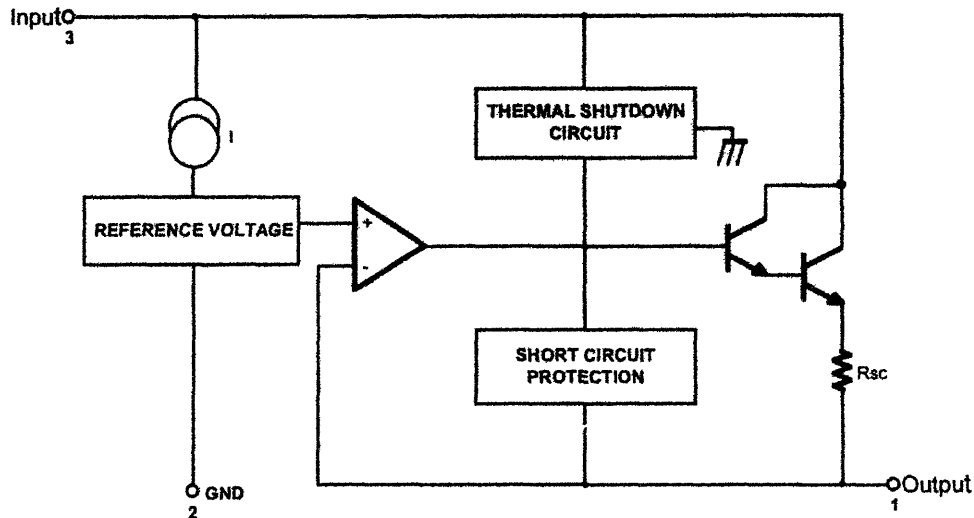 Input
3
THERMAL SHUTDOWN
CIRCUIT
I
REFERENCE VOLTAGE
+
-
SHORT CIRCUIT
PROTECTION
Rsc
GND
2
Output
1